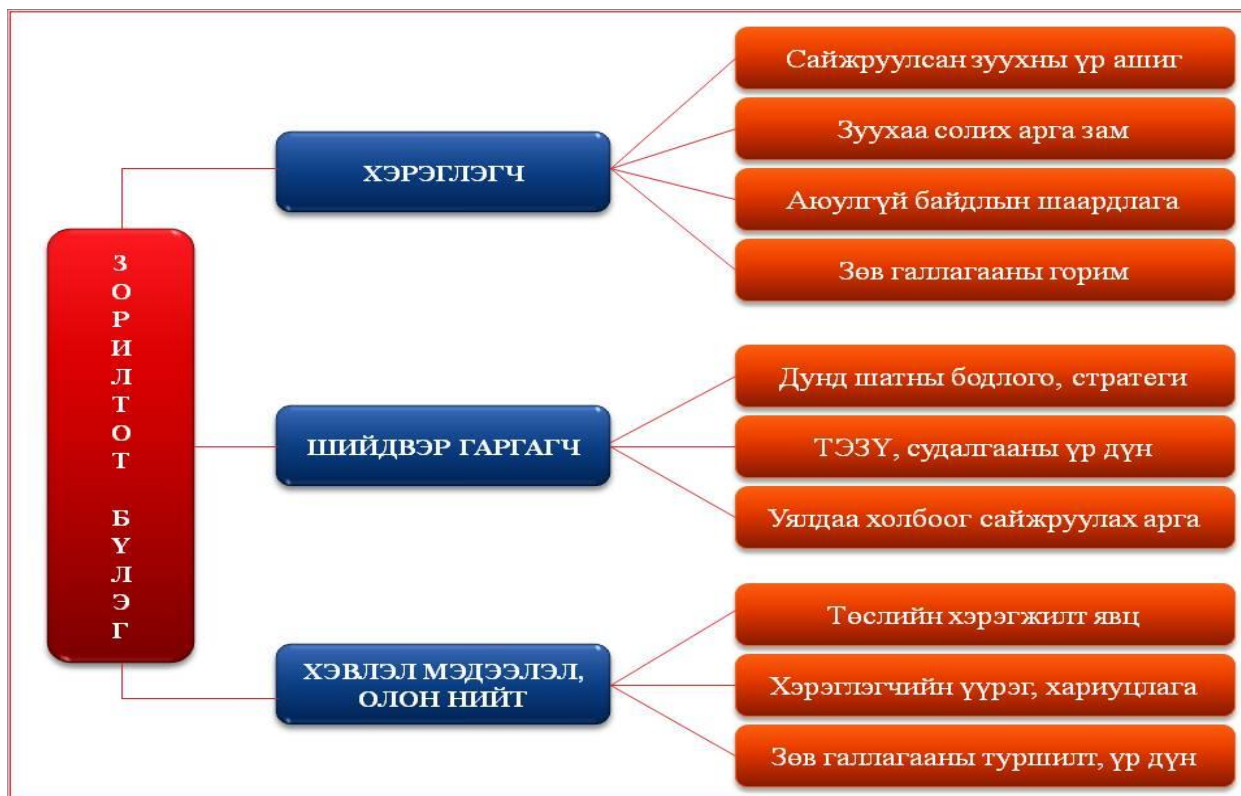 ЗОРИЛТОТ БҮЛЭГ
ХЭРЭГЛЭГЧ
Сайжруулсан зуухны үр ашиг
Зуухаа солих арга зам
Аюулгүй байдлын шаардлага
Зөв галлагааны горим
ШИЙДВЭР ГАРГАГЧ
Дунд шатны бодлого, стратеги
ТЭЗҮ, судалгааны үр дүн
Уялдаа холбоог сайжруулах арга
ХЭВЛЭЛ МЭДЭЭЛЭЛ,
ОЛОН НИЙТ
Төслийн хэрэгжилт явц
Хэрэглэгчийн үүрэг, хариуцлага
Зөв галлагааны туршилт, үр дүн